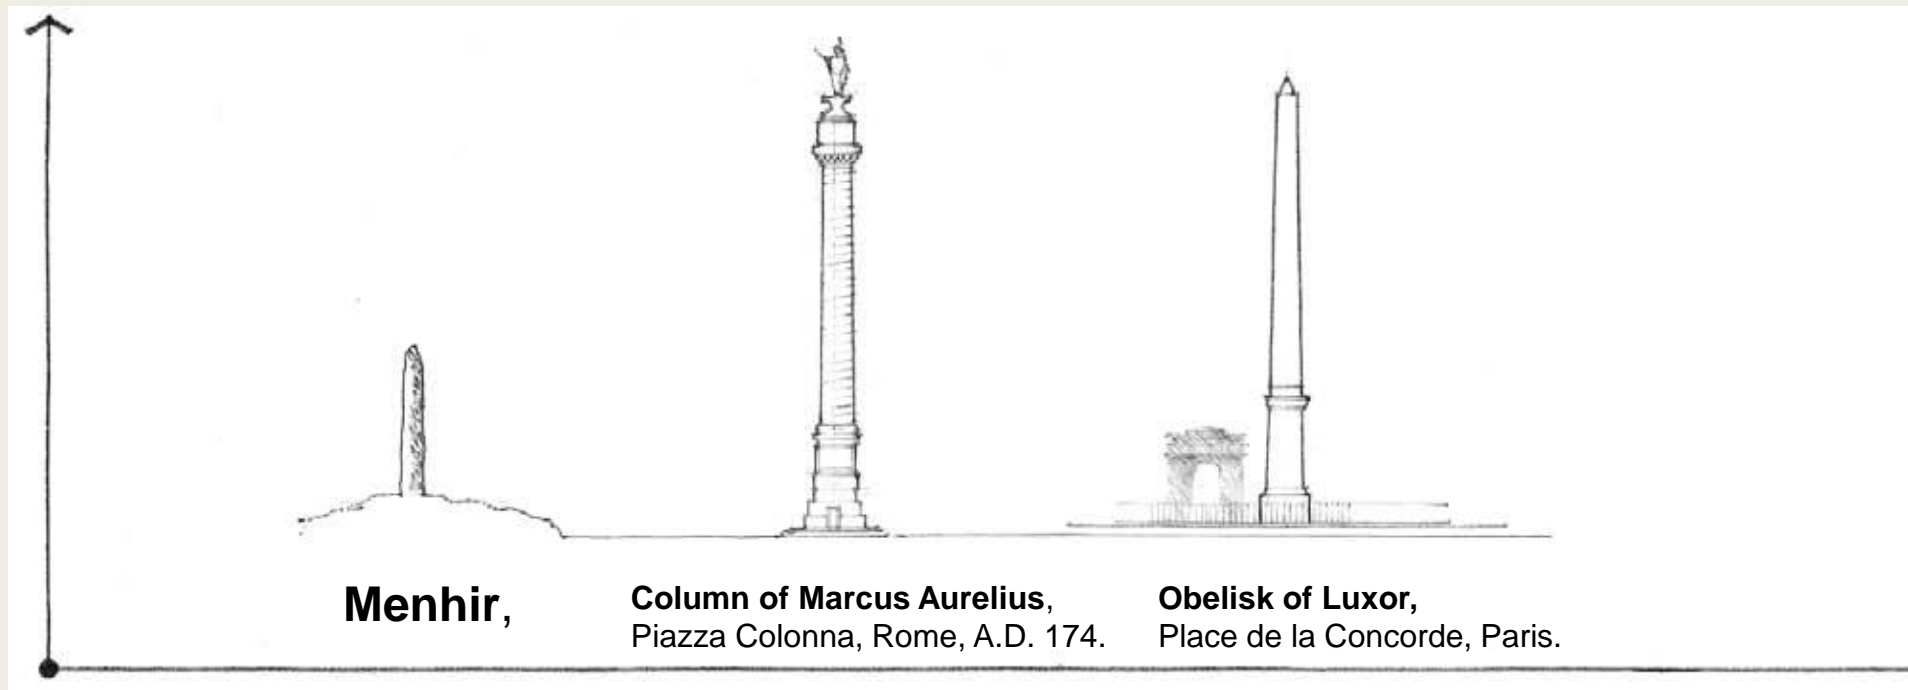 Menhir,
Column of Marcus Aurelius,
Piazza Colonna, Rome, A.D. 174.
Obelisk of Luxor,
Place de la Concorde, Paris.